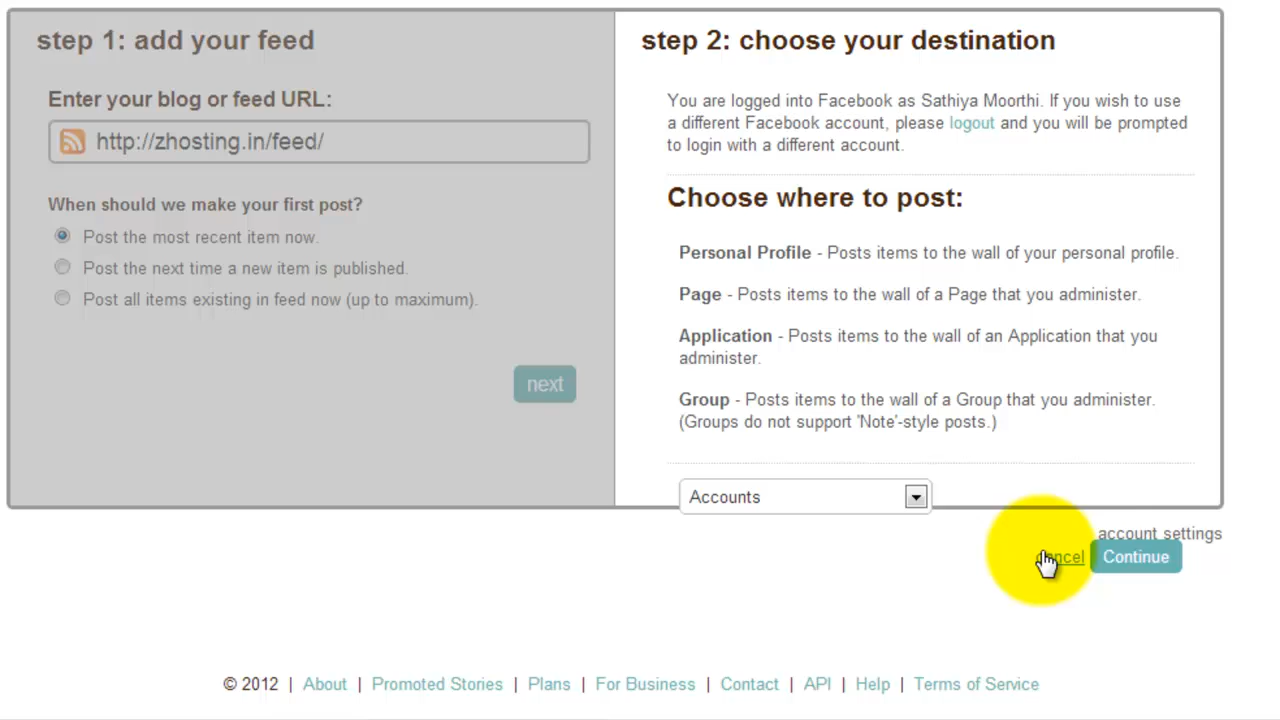 step 1: add your feed
Enter your blog or feed URL:
http://zhosting.in/feed/
When should we make your first post?
Post the most recent item now.
Post the next time a new item is published.
Post all items existing in feed now (up to maximum).
next
step 2: choose your destination
You are logged into Facebook as Sathiya Moorthi. If you wish to use
a different Facebook account, please logout and you will be prompted
to login with a different account.
Choose where to post:
Personal Profile - Posts items to the wall of your personal profile.
Page - Posts items to the wall of a Page that you administer.
Application - Posts items to the wall of an Application that you
administer.
Group - Posts items to the wall of a Group that you administer.
(Groups do not support 'Note'-style posts.)
Accounts
account settings
cancel Continue
© 2012 | About | Promoted Stories | Plans | For Business | Contact | API | Help | Terms of Service